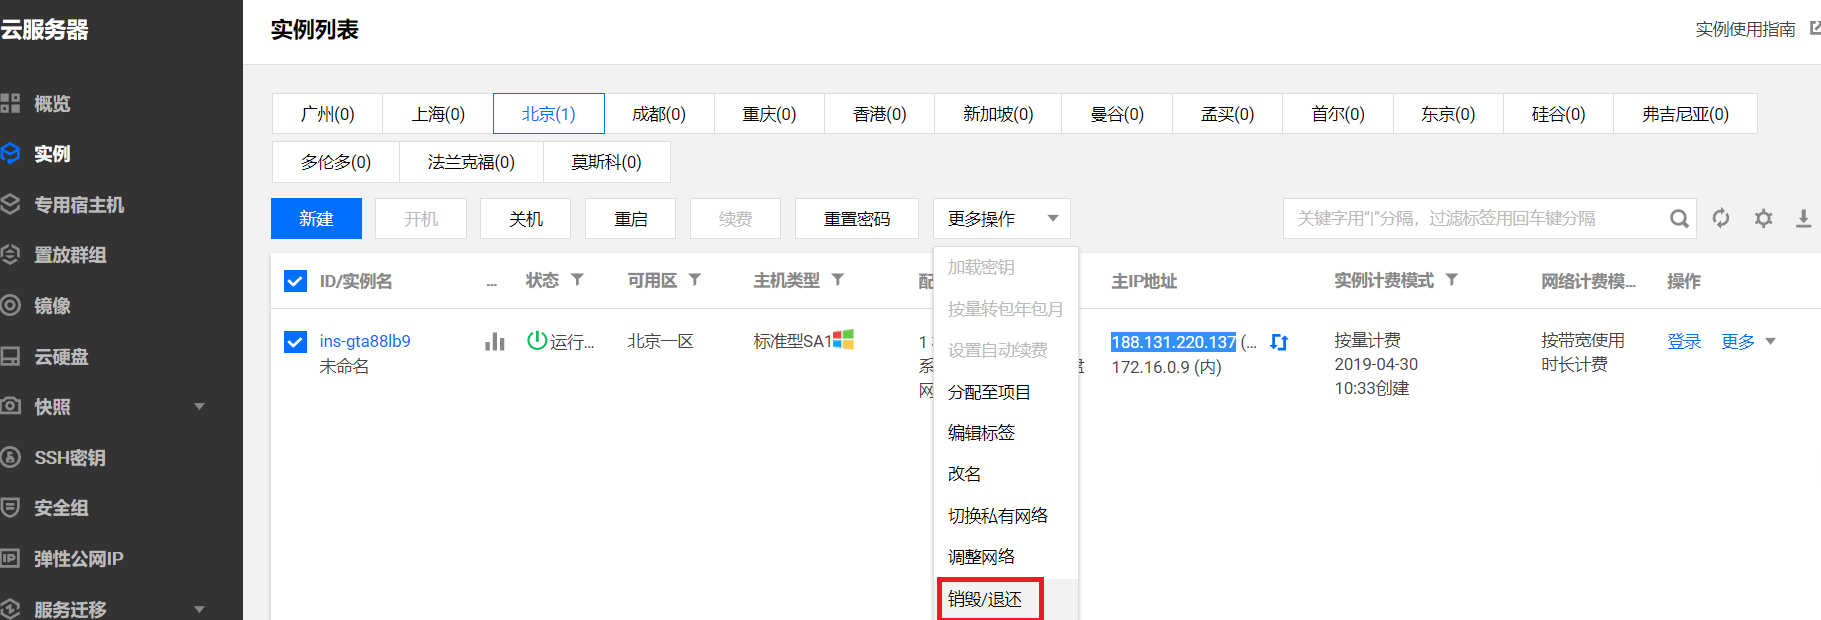 云服务器
概览
实例
专用宿主机
置放群组
镜像
云硬盘
快照
SSH密钥
安全组
弹性公网IP
服务迁移
实例列表
实例使用指南
广州(0) 上海(0) 北京(1) 成都(0) 重庆(0) 香港(0) 新加坡(0) 曼谷(0) 孟买(0) 首尔(0) 东京(0) 硅谷(0) 弗吉尼亚(0)
多伦多(0) 法兰克福(0) 莫斯科(0)
新建 开机 关机 重启 续费 重置密码 更多操作
关键字用“|”分隔，过滤标签用回车键分隔
ID/实例名 ... 状态 可用区 主机类型 配 主IP地址 实例计费模式 网络计费模... 操作
ins-gta88lb9
未命名
运行...
北京一区
标准型SA1
1
系
网
盘
188.131.220.137 (...
172.16.0.9 (内)
按量计费
2019-04-30
10:33创建
按带宽使用
时长计费
登录 更多
加载密钥
按量转包年包月
设置自动续费
分配至项目
编辑标签
改名
切换私有网络
调整网络
销毁/退还